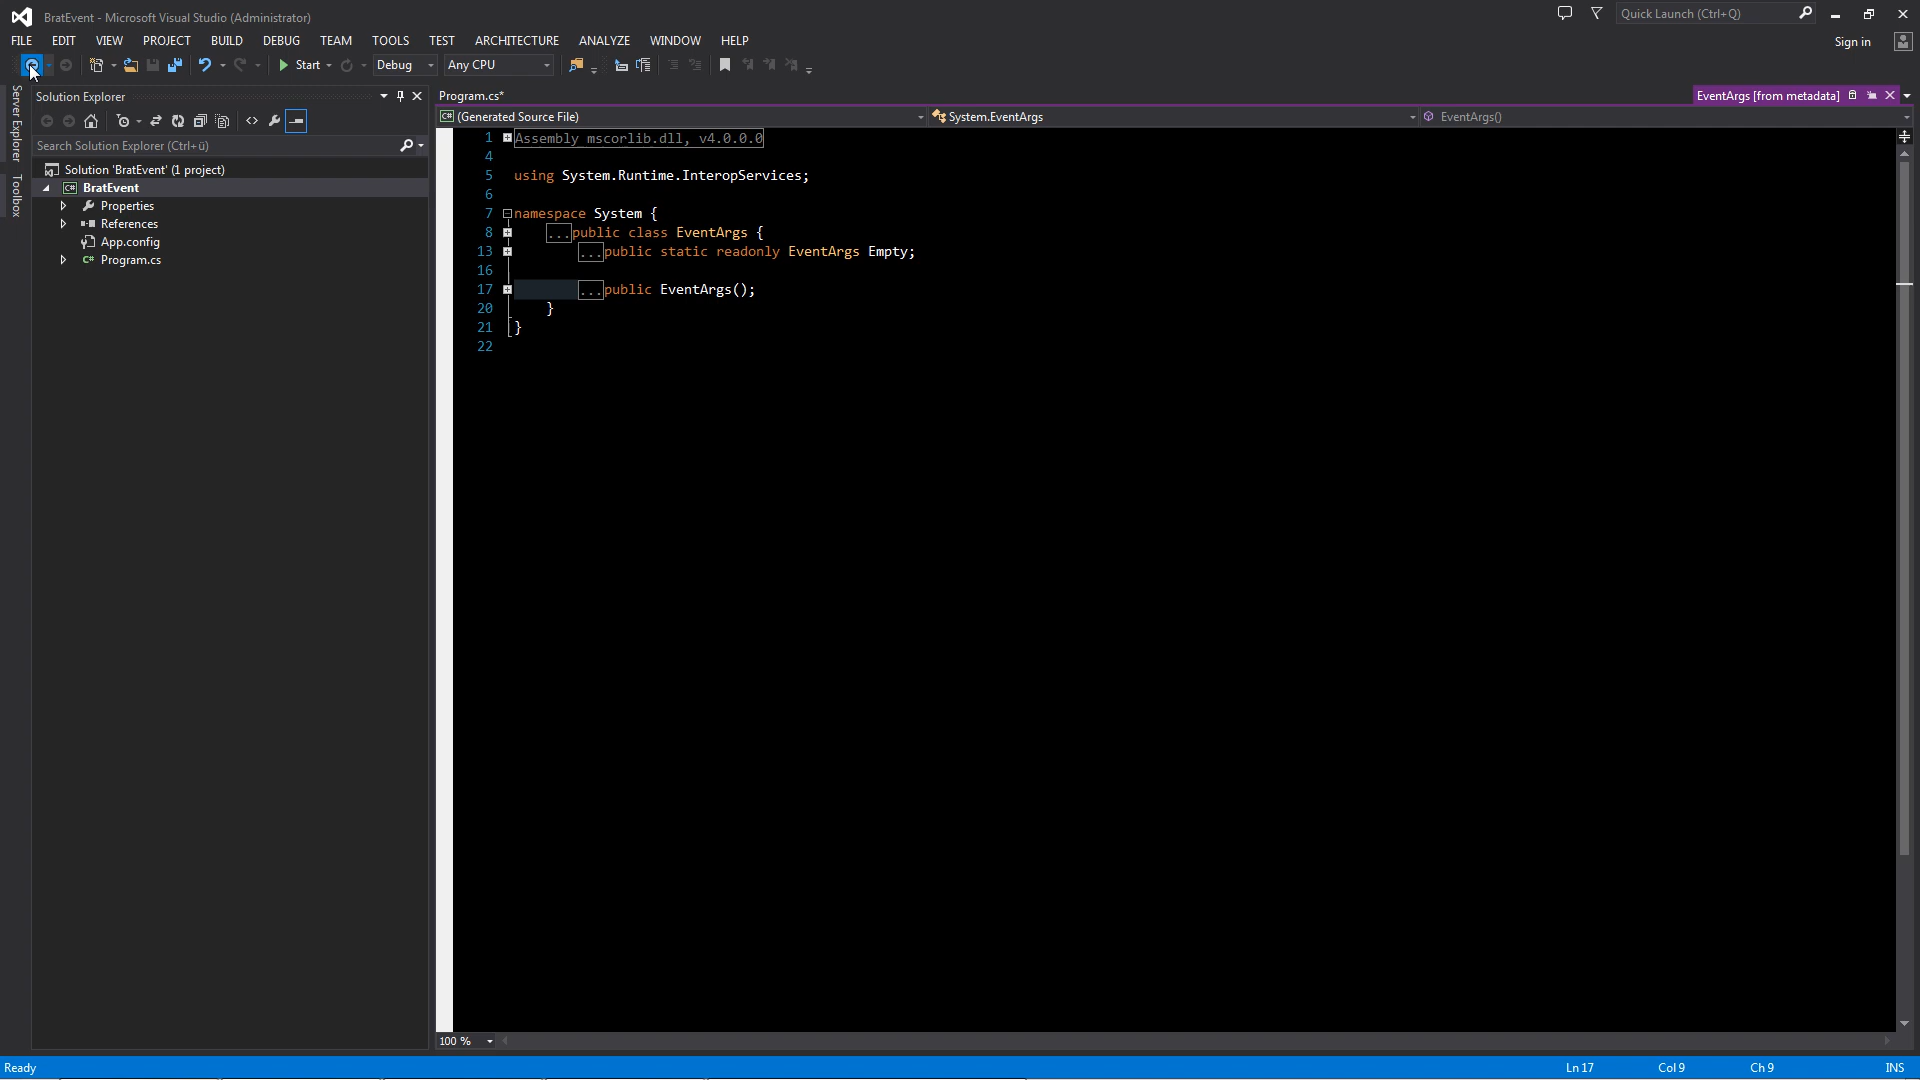 BratEvent - Microsoft Visual Studio (Administrator)
Quick Launch (Ctrl+Q)
FILE EDIT VIEW PROJECT BUILD DEBUG TEAM TOOLS TEST ARCHITECTURE ANALYZE WINDOW HELP
Sign in
Start Debug Any CPU
Server Explorer
Toolbox
Solution Explorer
Search Solution Explorer (Ctrl+ü)
Solution 'BratEvent' (1 project)
BratEvent
Properties
References
App.config
Program.cs
Program.cs*
EventArgs [from metadata]
(Generated Source File)
System.EventArgs
EventArgs()
1 Assembly mscorlib.dll, v4.0.0.0
4
5 using System.Runtime.InteropServices;
6
7 namespace System {
8 ...public class EventArgs {
13 ...public static readonly EventArgs Empty;
16
17 ...public EventArgs();
20 }
21 }
22
100 %
Ready
Ln 17 Col 9 Ch 9 INS